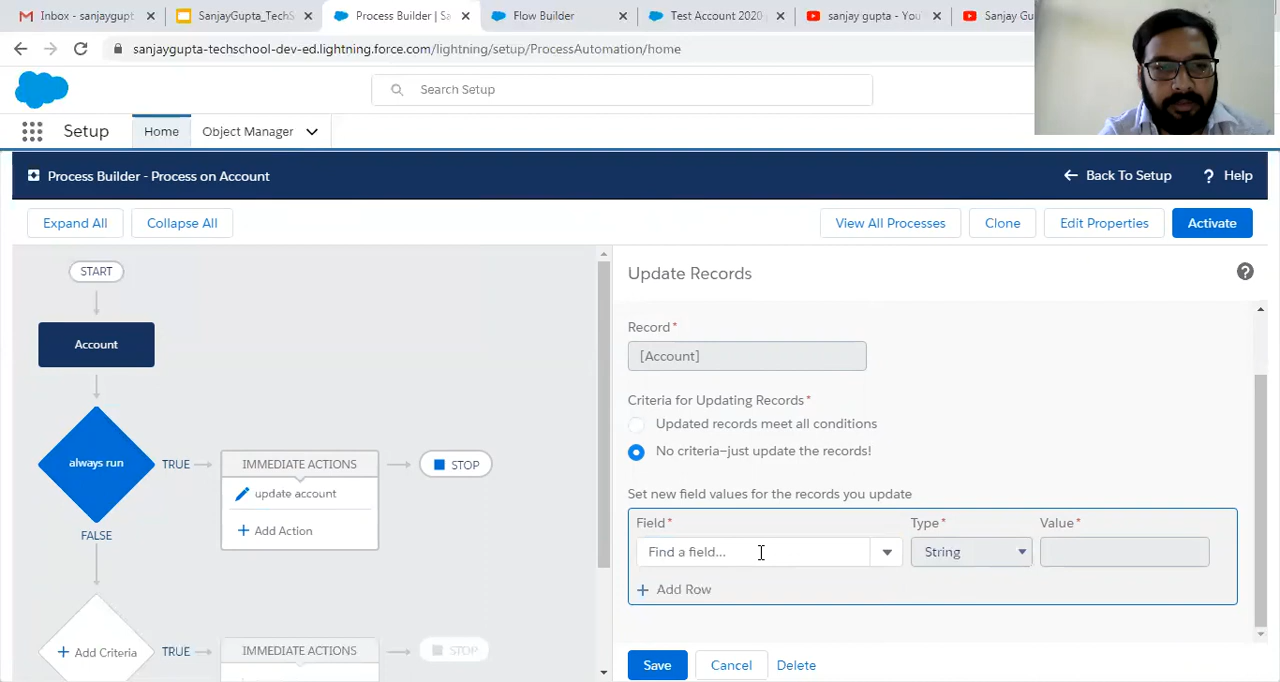 Inbox - sanjaygupt
SanjayGupta_TechS
Process Builder | Sa
Flow Builder
Test Account 2020
sanjay gupta - You
Sanjay Gu
sanjaygupta-techschool-dev-ed.lightning.force.com/lightning/setup/ProcessAutomation/home
Search Setup
Setup
Home
Object Manager
Process Builder - Process on Account
Back To Setup
? Help
Expand All
Collapse All
View All Processes
Clone
Edit Properties
Activate
START
Account
always run
TRUE
IMMEDIATE ACTIONS
update account
+ Add Action
STOP
FALSE
+ Add Criteria
TRUE
IMMEDIATE ACTIONS
STOP
Update Records
?
Record*
[Account]
Criteria for Updating Records*
Updated records meet all conditions
No criteria—just update the records!
Set new field values for the records you update
Field* Type* Value*
Find a field... String
+ Add Row
Save Cancel Delete